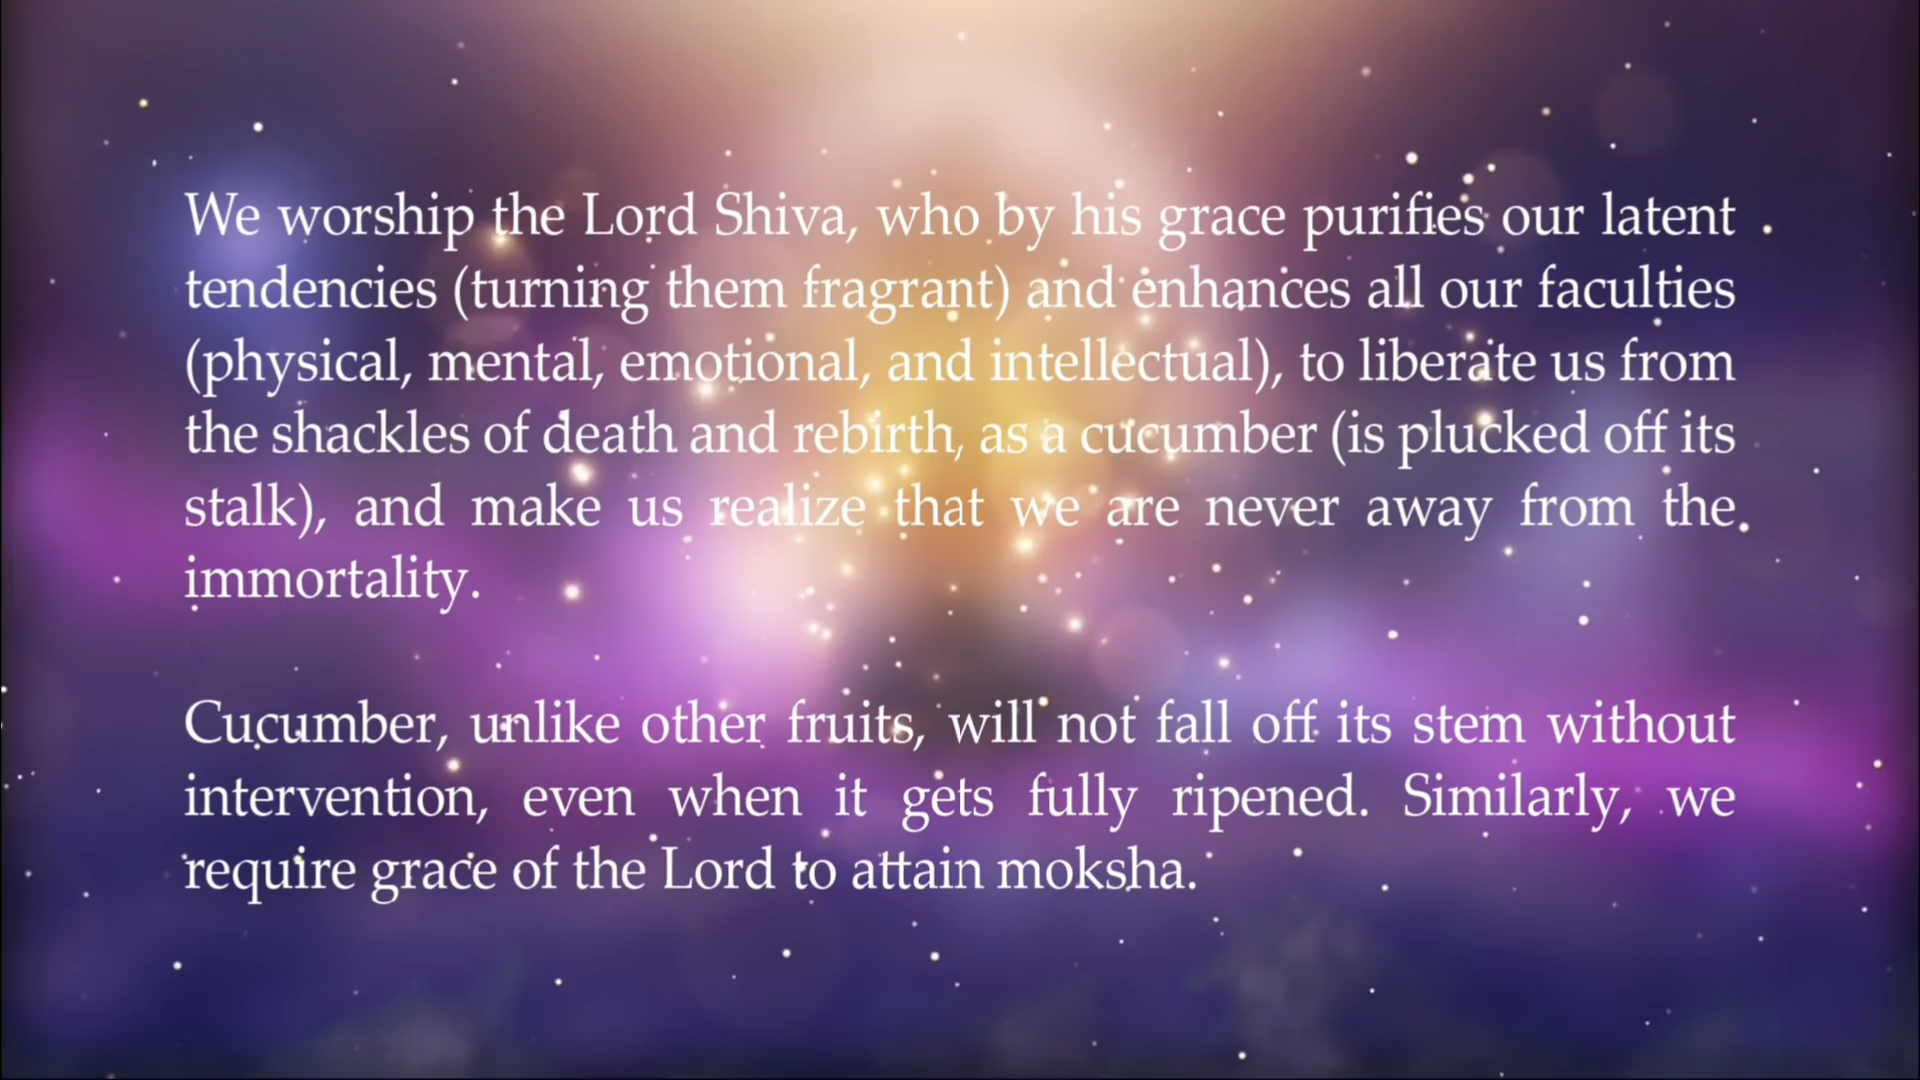 We worship the Lord Shiva, who by his grace purifies our latent
tendencies (turning them fragrant) and enhances all our faculties
(physical, mental, emotional, and intellectual), to liberate us from
the shackles of death and rebirth, as a cucumber (is plucked off its
stalk), and make us realize that we are never away from the
immortality.
Cucumber, unlike other fruits, will not fall off its stem without
intervention, even when it gets fully ripened. Similarly, we
require grace of the Lord to attain moksha.